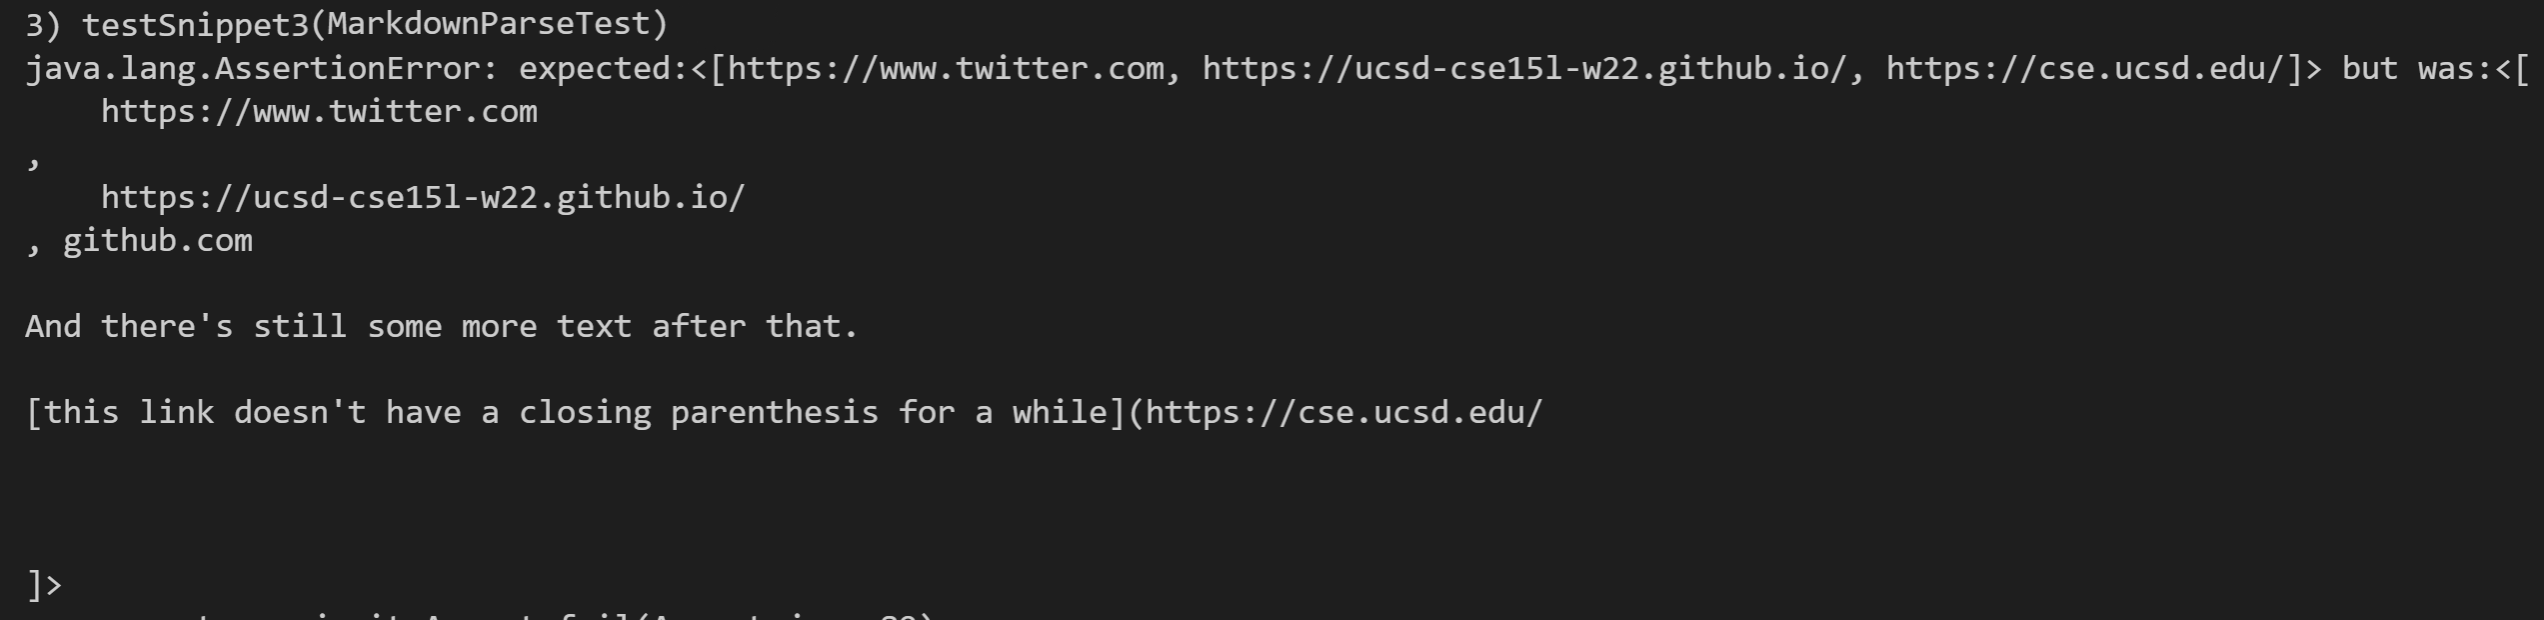 3) testSnippet3(MarkdownParseTest)
java.lang.AssertionError: expected:<[https://www.twitter.com, https://ucsd-cse15l-w22.github.io/, https://cse.ucsd.edu/]> but was:<[
    https://www.twitter.com
,
    https://ucsd-cse15l-w22.github.io/
, github.com
And there's still some more text after that.
[this link doesn't have a closing parenthesis for a while](https://cse.ucsd.edu/
]>